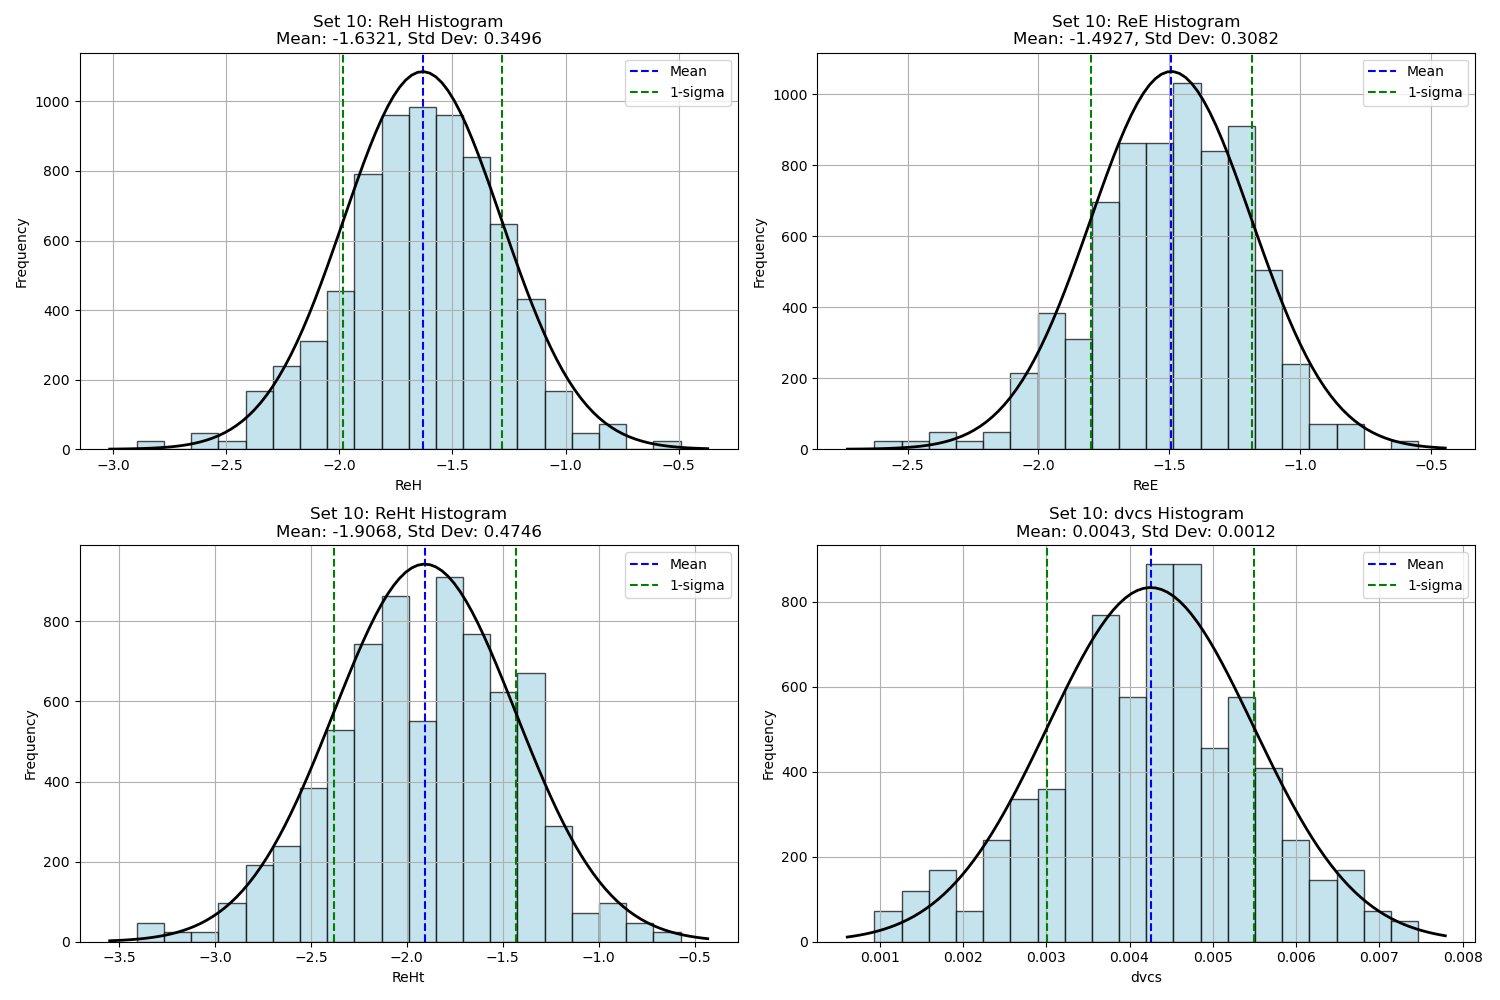 Set 10: ReH Histogram
Mean: -1.6321, Std Dev: 0.3496
Mean
1-sigma
1000
800
600
400
200
0
Frequency
−3.0 −2.5 −2.0 −1.5 −1.0 −0.5
ReH
Set 10: ReE Histogram
Mean: -1.4927, Std Dev: 0.3082
Mean
1-sigma
1000
800
600
400
200
0
Frequency
−2.5 −2.0 −1.5 −1.0 −0.5
ReE
Set 10: ReHt Histogram
Mean: -1.9068, Std Dev: 0.4746
Mean
1-sigma
800
600
400
200
0
Frequency
−3.5 −3.0 −2.5 −2.0 −1.5 −1.0 −0.5
ReHt
Set 10: dvcs Histogram
Mean: 0.0043, Std Dev: 0.0012
Mean
1-sigma
800
600
400
200
0
Frequency
0.001 0.002 0.003 0.004 0.005 0.006 0.007 0.008
dvcs